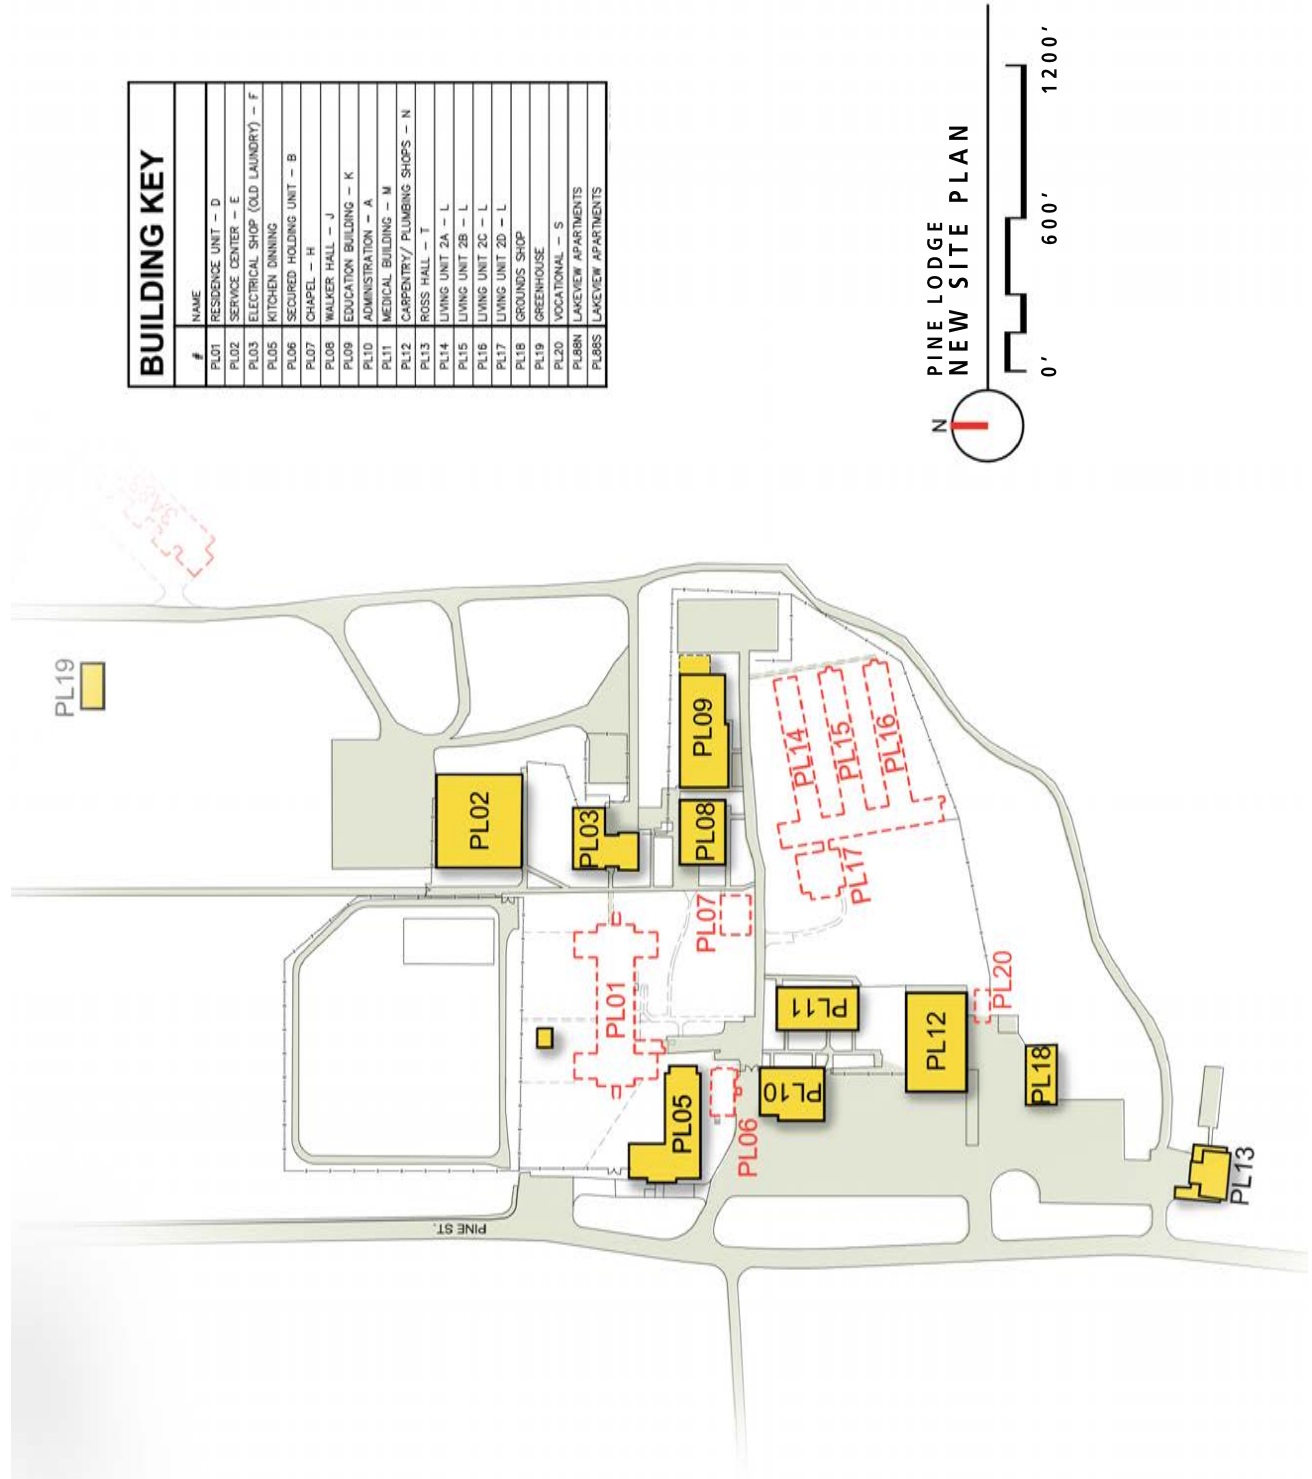 BUILDING KEY
# NAME
PL01 RESIDENCE UNIT – D
PL02 SERVICE CENTER – E
PL03 ELECTRICAL SHOP (OLD LAUNDRY) – F
PL05 KITCHEN DINNING
PL06 SECURED HOLDING UNIT – B
PL07 CHAPEL – H
PL08 WALKER HALL – J
PL09 EDUCATION BUILDING – K
PL10 ADMINISTRATION – A
PL11 MEDICAL BUILDING – M
PL12 CARPENTRY/ PLUMBING SHOPS – N
PL13 ROSS HALL – T
PL14 LIVING UNIT 2A – L
PL15 LIVING UNIT 2B – L
PL16 LIVING UNIT 2C – L
PL17 LIVING UNIT 2D – L
PL18 GROUNDS SHOP
PL19 GREENHOUSE
PL20 VOCATIONAL – S
PL88N LAKEVIEW APARTMENTS
PL88S LAKEVIEW APARTMENTS
PINE LODGE
NEW SITE PLAN
N
0' 600' 1200'
PL19
PL02
PL03
PL09
PL08
PL14
PL15
PL16
PL17
PL07
PL01
PL11
PL20
PL12
PL10
PL18
PL05
PL06
PL13
PINE ST.